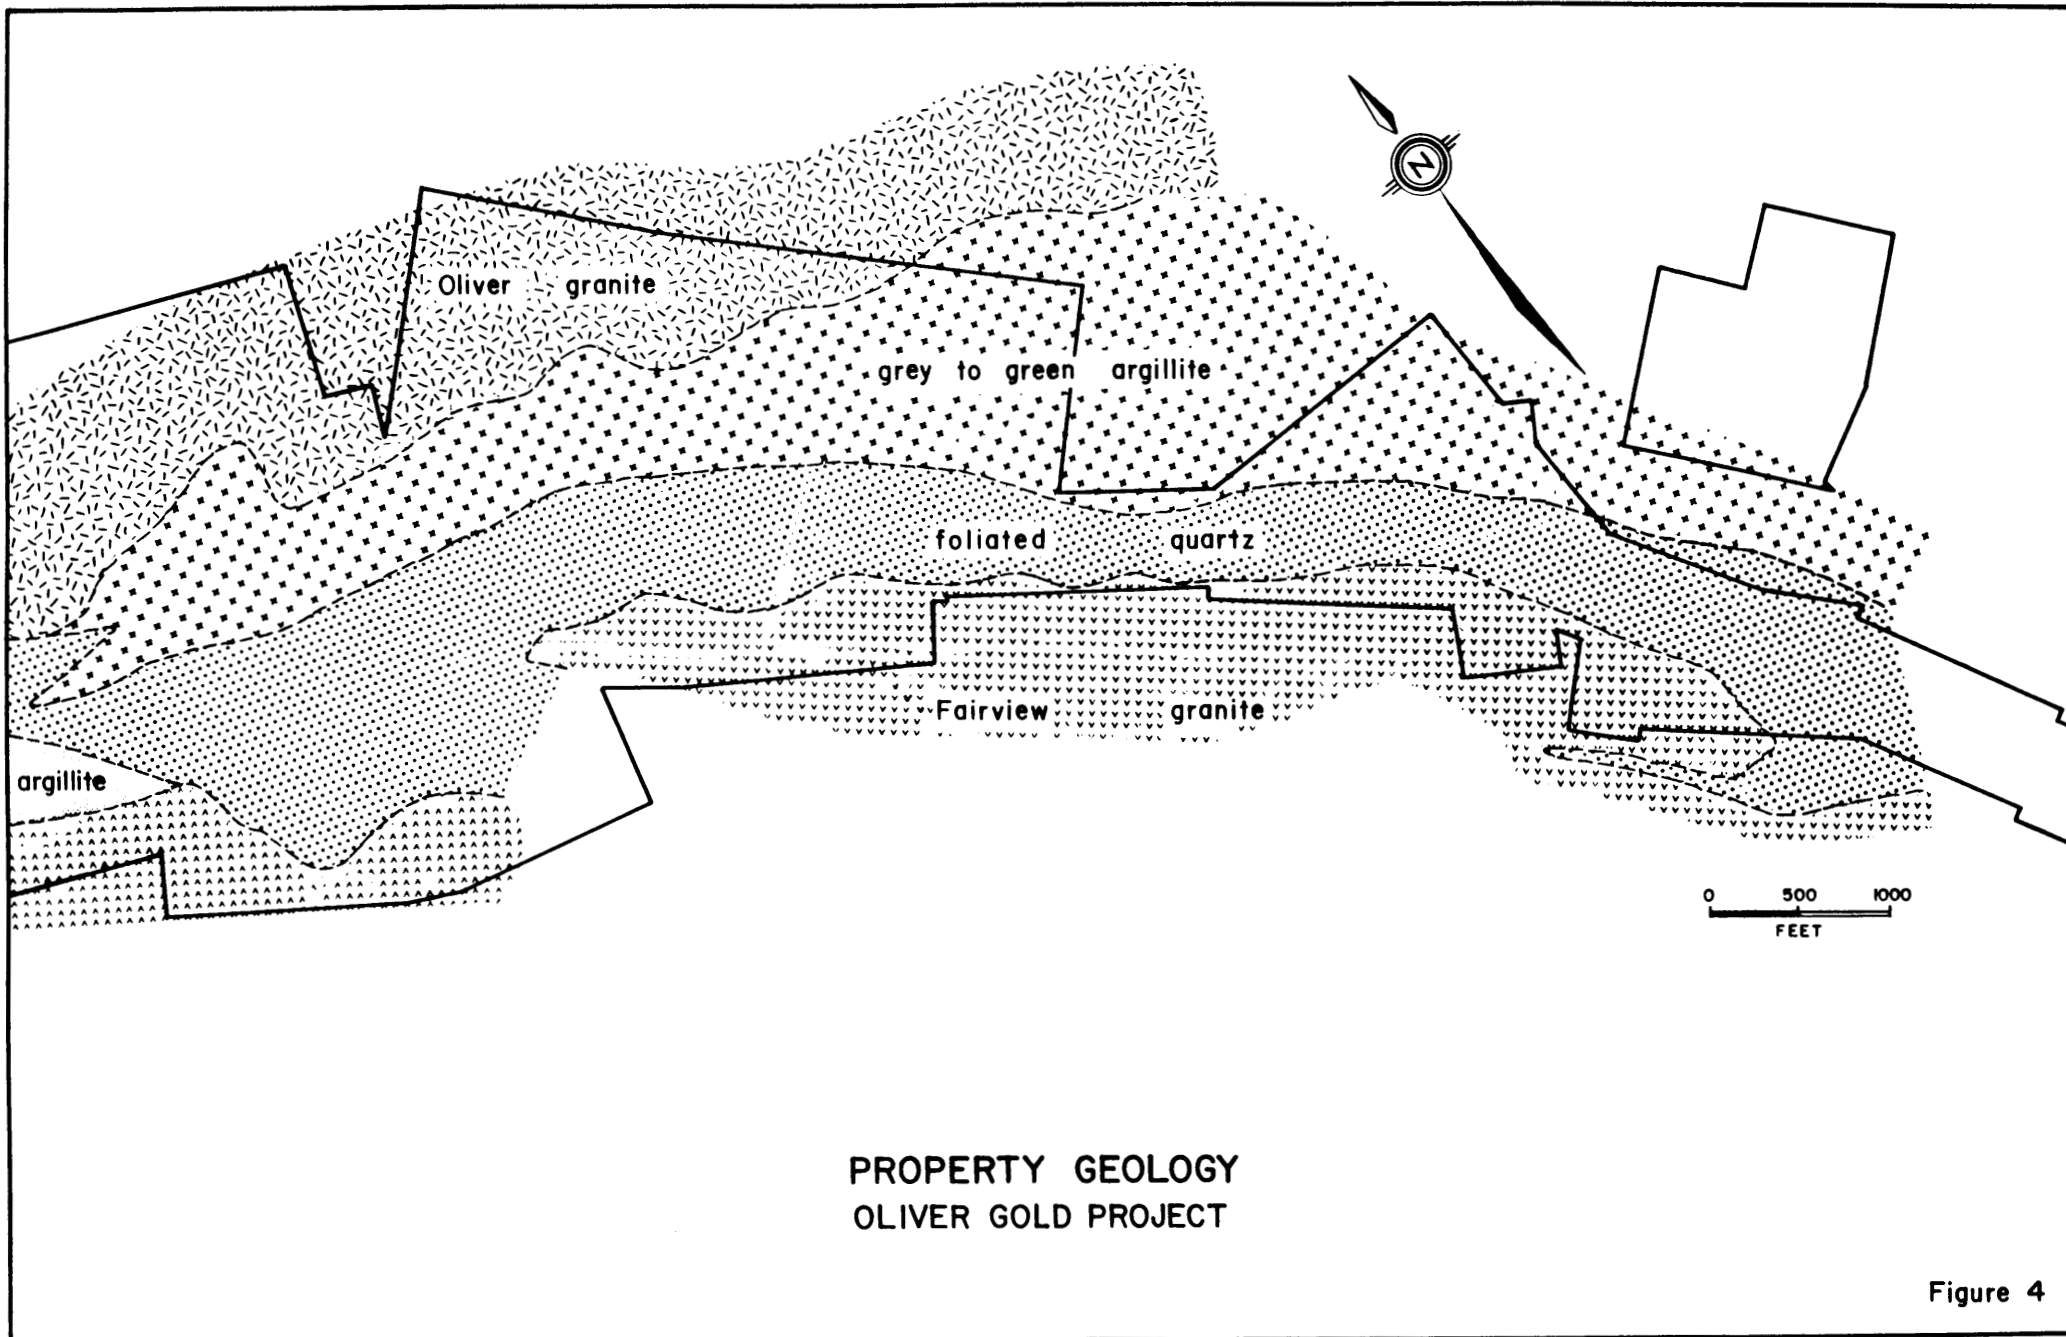 N
Oliver granite
grey to green argillite
foliated quartz
Fairview granite
argillite
0 500 1000
FEET
PROPERTY GEOLOGY
OLIVER GOLD PROJECT
Figure 4